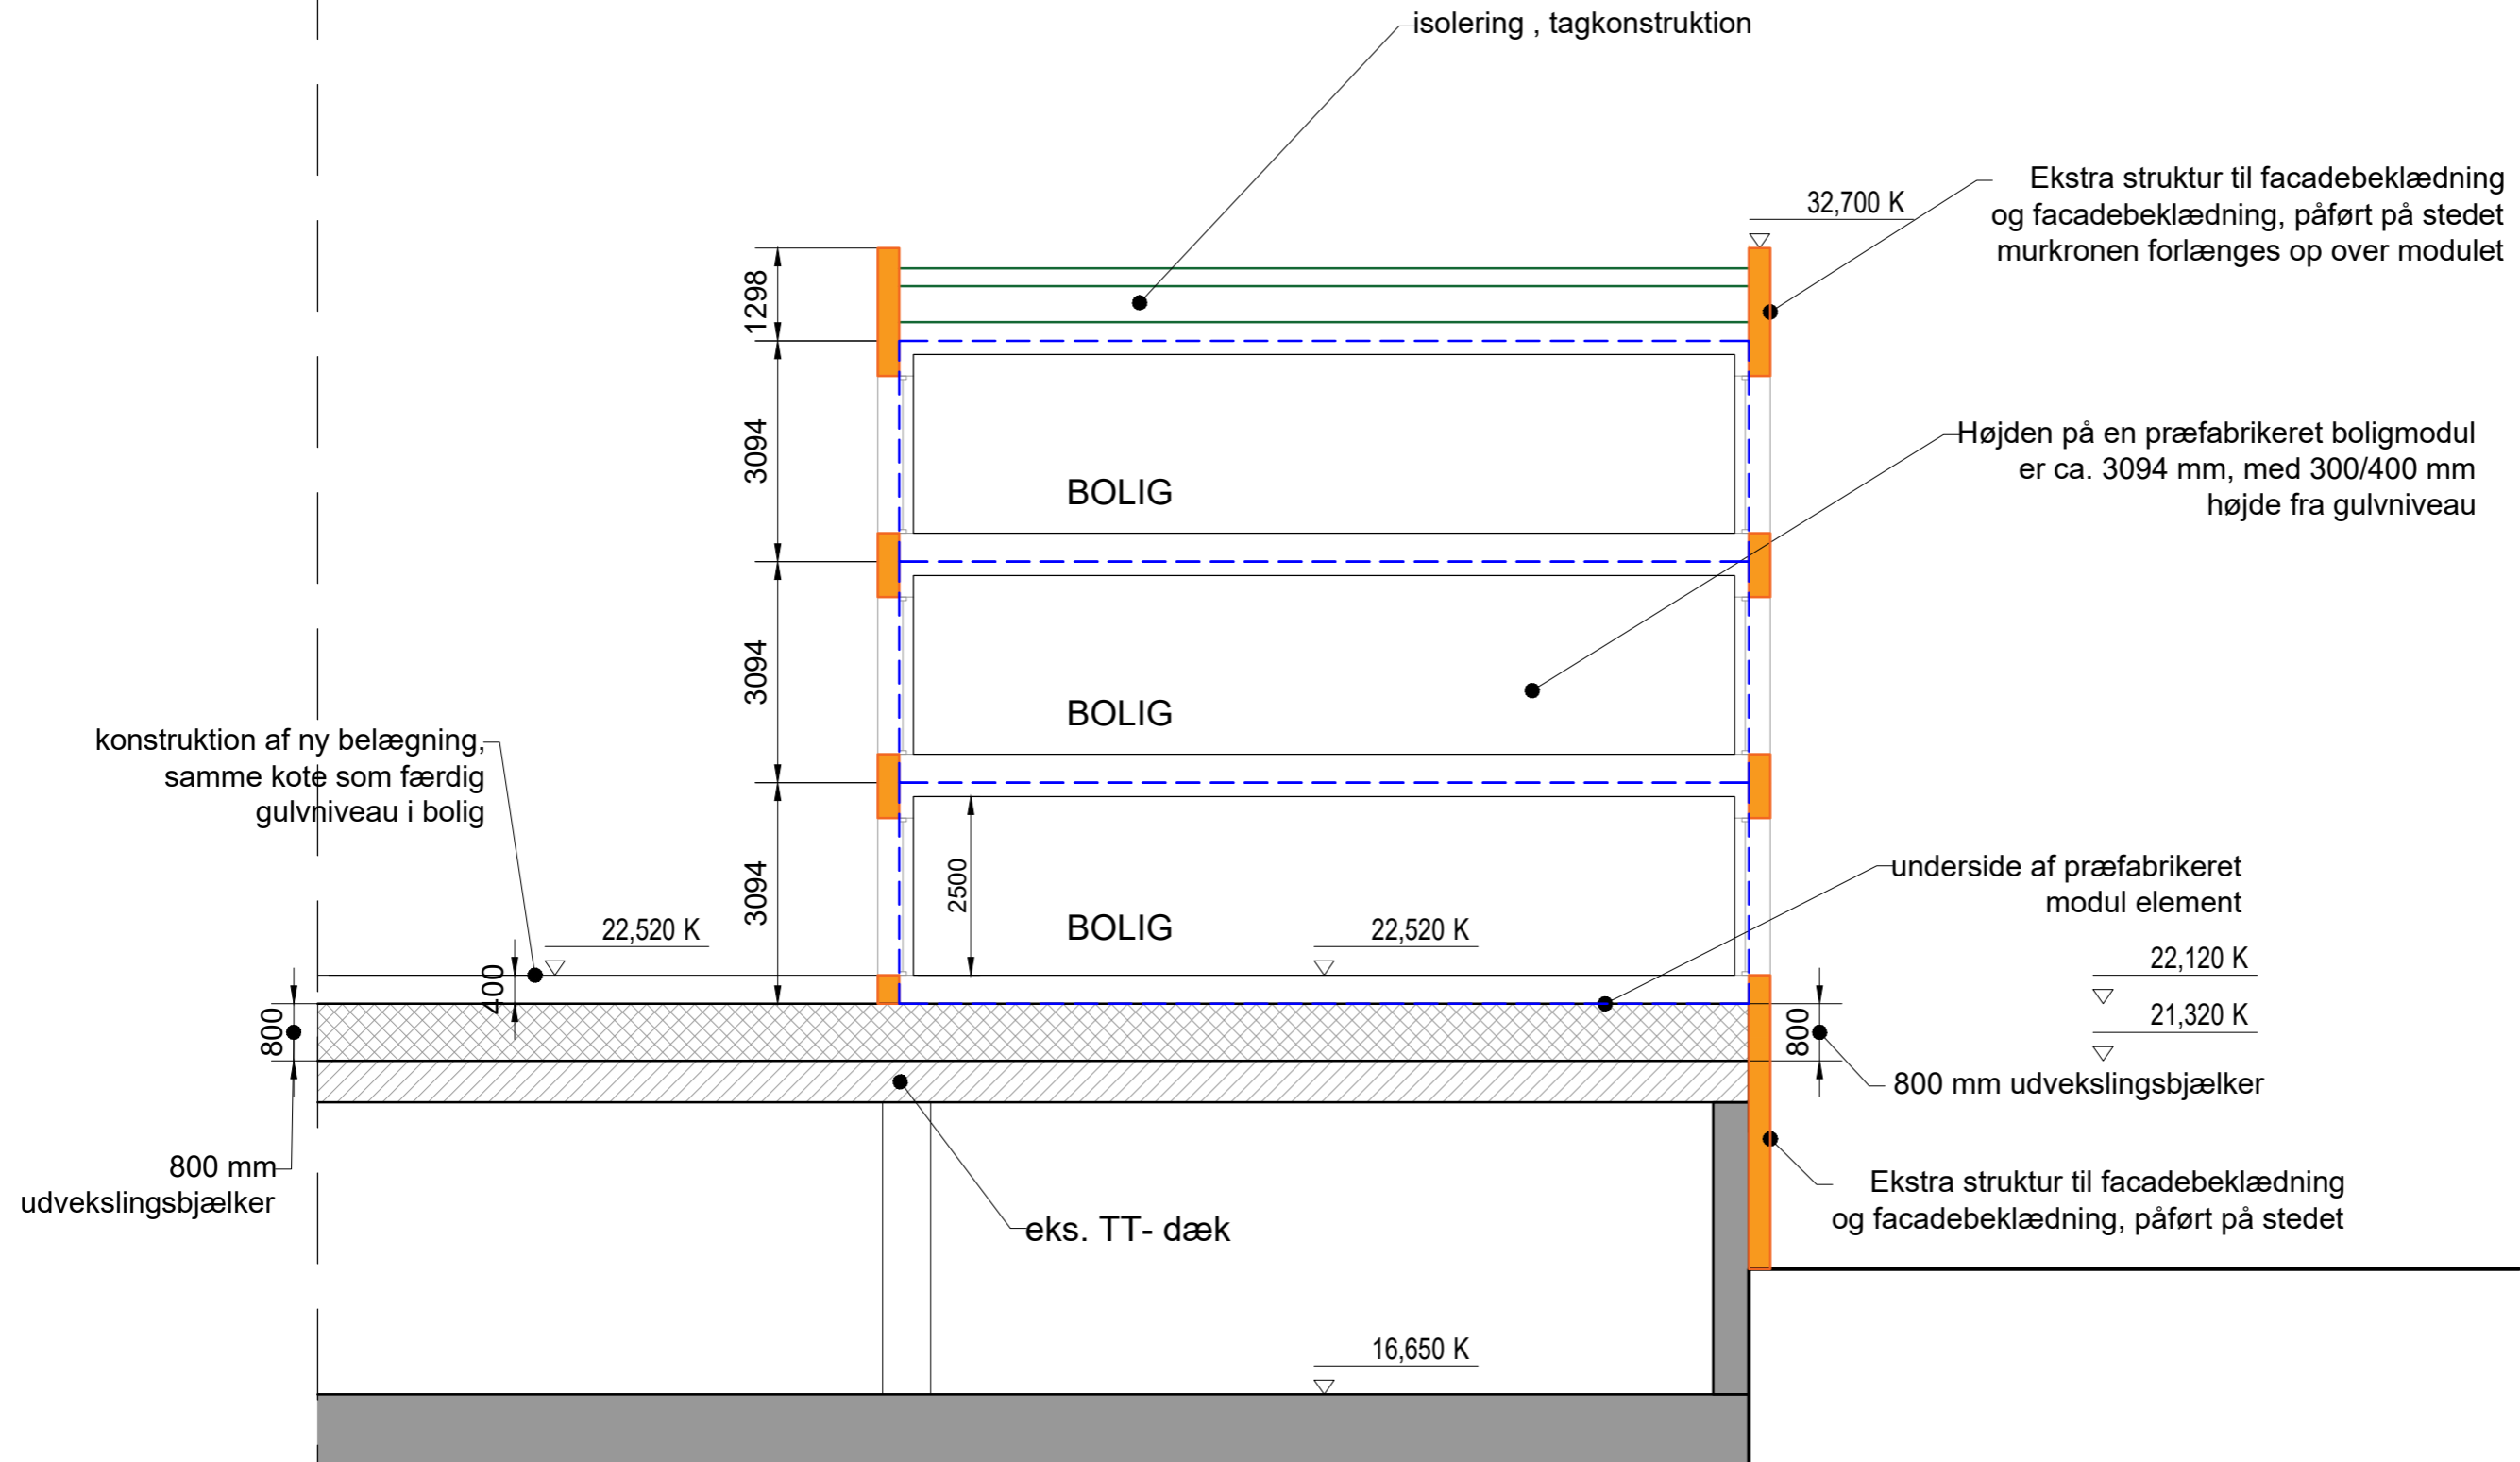 isolering , tagkonstruktion
32,700 K
Ekstra struktur til facadebeklædning
og facadebeklædning, påført på stedet
murkronen forlænges op over modulet
1298
3094
BOLIG
Højden på en præfabrikeret boligmodul
er ca. 3094 mm, med 300/400 mm
højde fra gulvniveau
3094
BOLIG
konstruktion af ny belægning,
samme kote som færdig
gulvniveau i bolig
3094
2500
BOLIG
22,520 K
22,520 K
underside af præfabrikeret
modul element
22,120 K
21,320 K
400
800
800
800 mm udvekslingsbjælker
800 mm
udvekslingsbjælker
eks. TT- dæk
Ekstra struktur til facadebeklædning
og facadebeklædning, påført på stedet
16,650 K